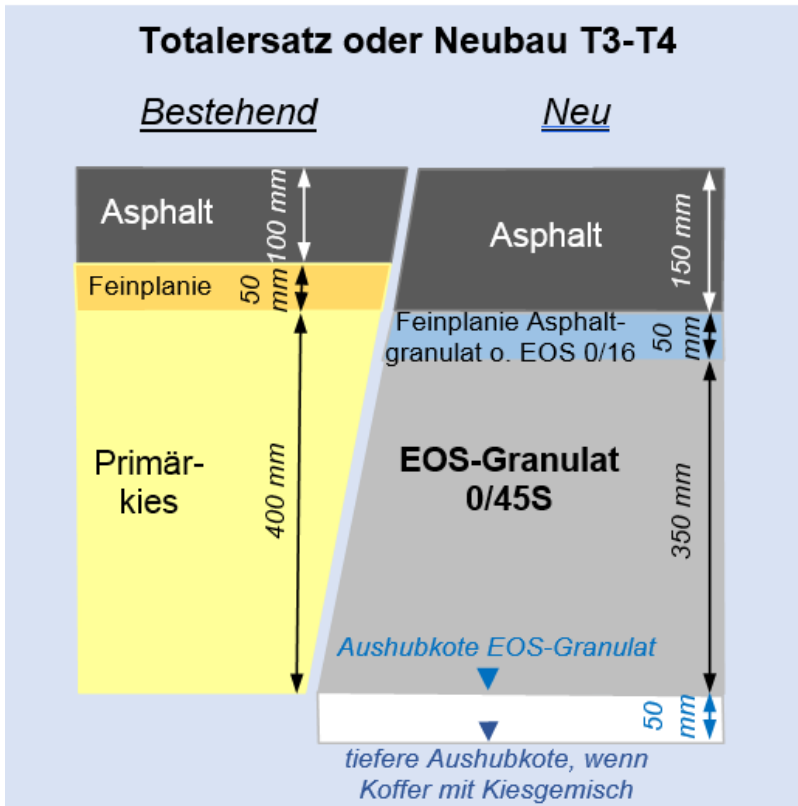 Totalersatz oder Neubau T3-T4
Bestehend
Neu
Asphalt
100 mm
Feinplanie
50
mm
Primär-
kies
400 mm
Asphalt
150 mm
Feinplanie Asphalt-
granulat o. EOS 0/16
50
mm
EOS-Granulat
0/45S
350 mm
Aushubkote EOS-Granulat
50
mm
tiefere Aushubkote, wenn
Koffer mit Kiesgemisch